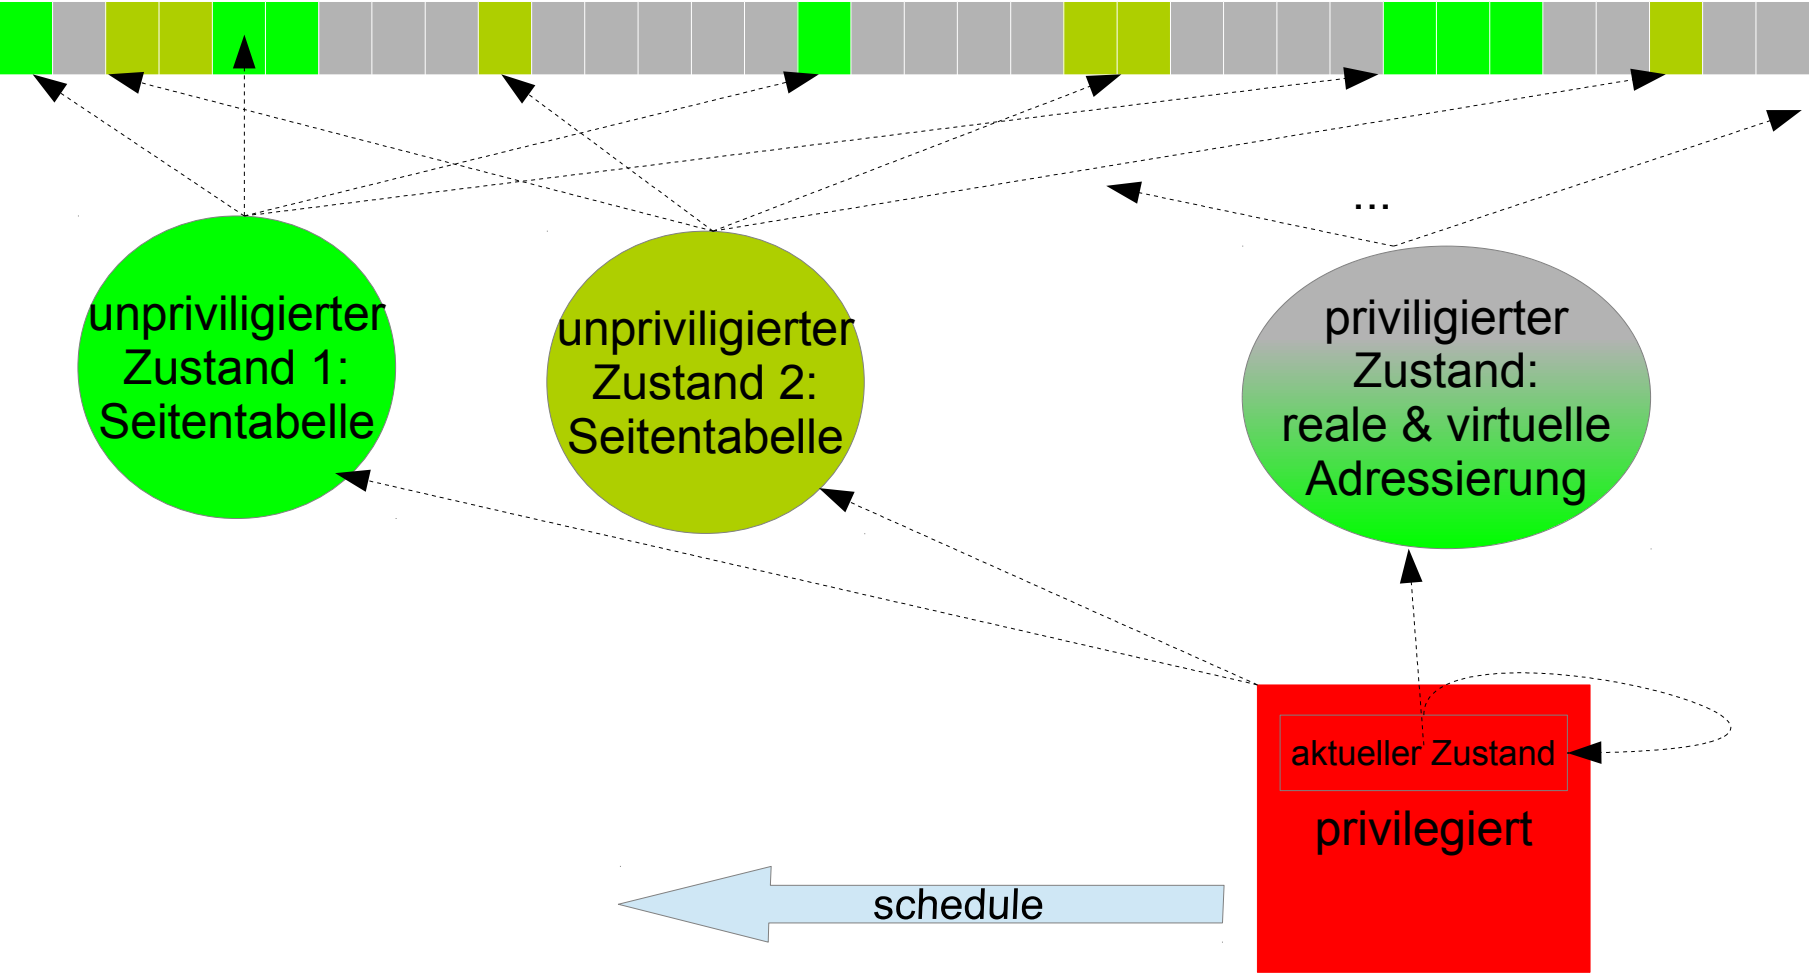 ...
unpriviligierter
Zustand 1:
Seitentabelle
unpriviligierter
Zustand 2:
Seitentabelle
priviligierter
Zustand:
reale & virtuelle
Adressierung
aktueller Zustand
privilegiert
schedule